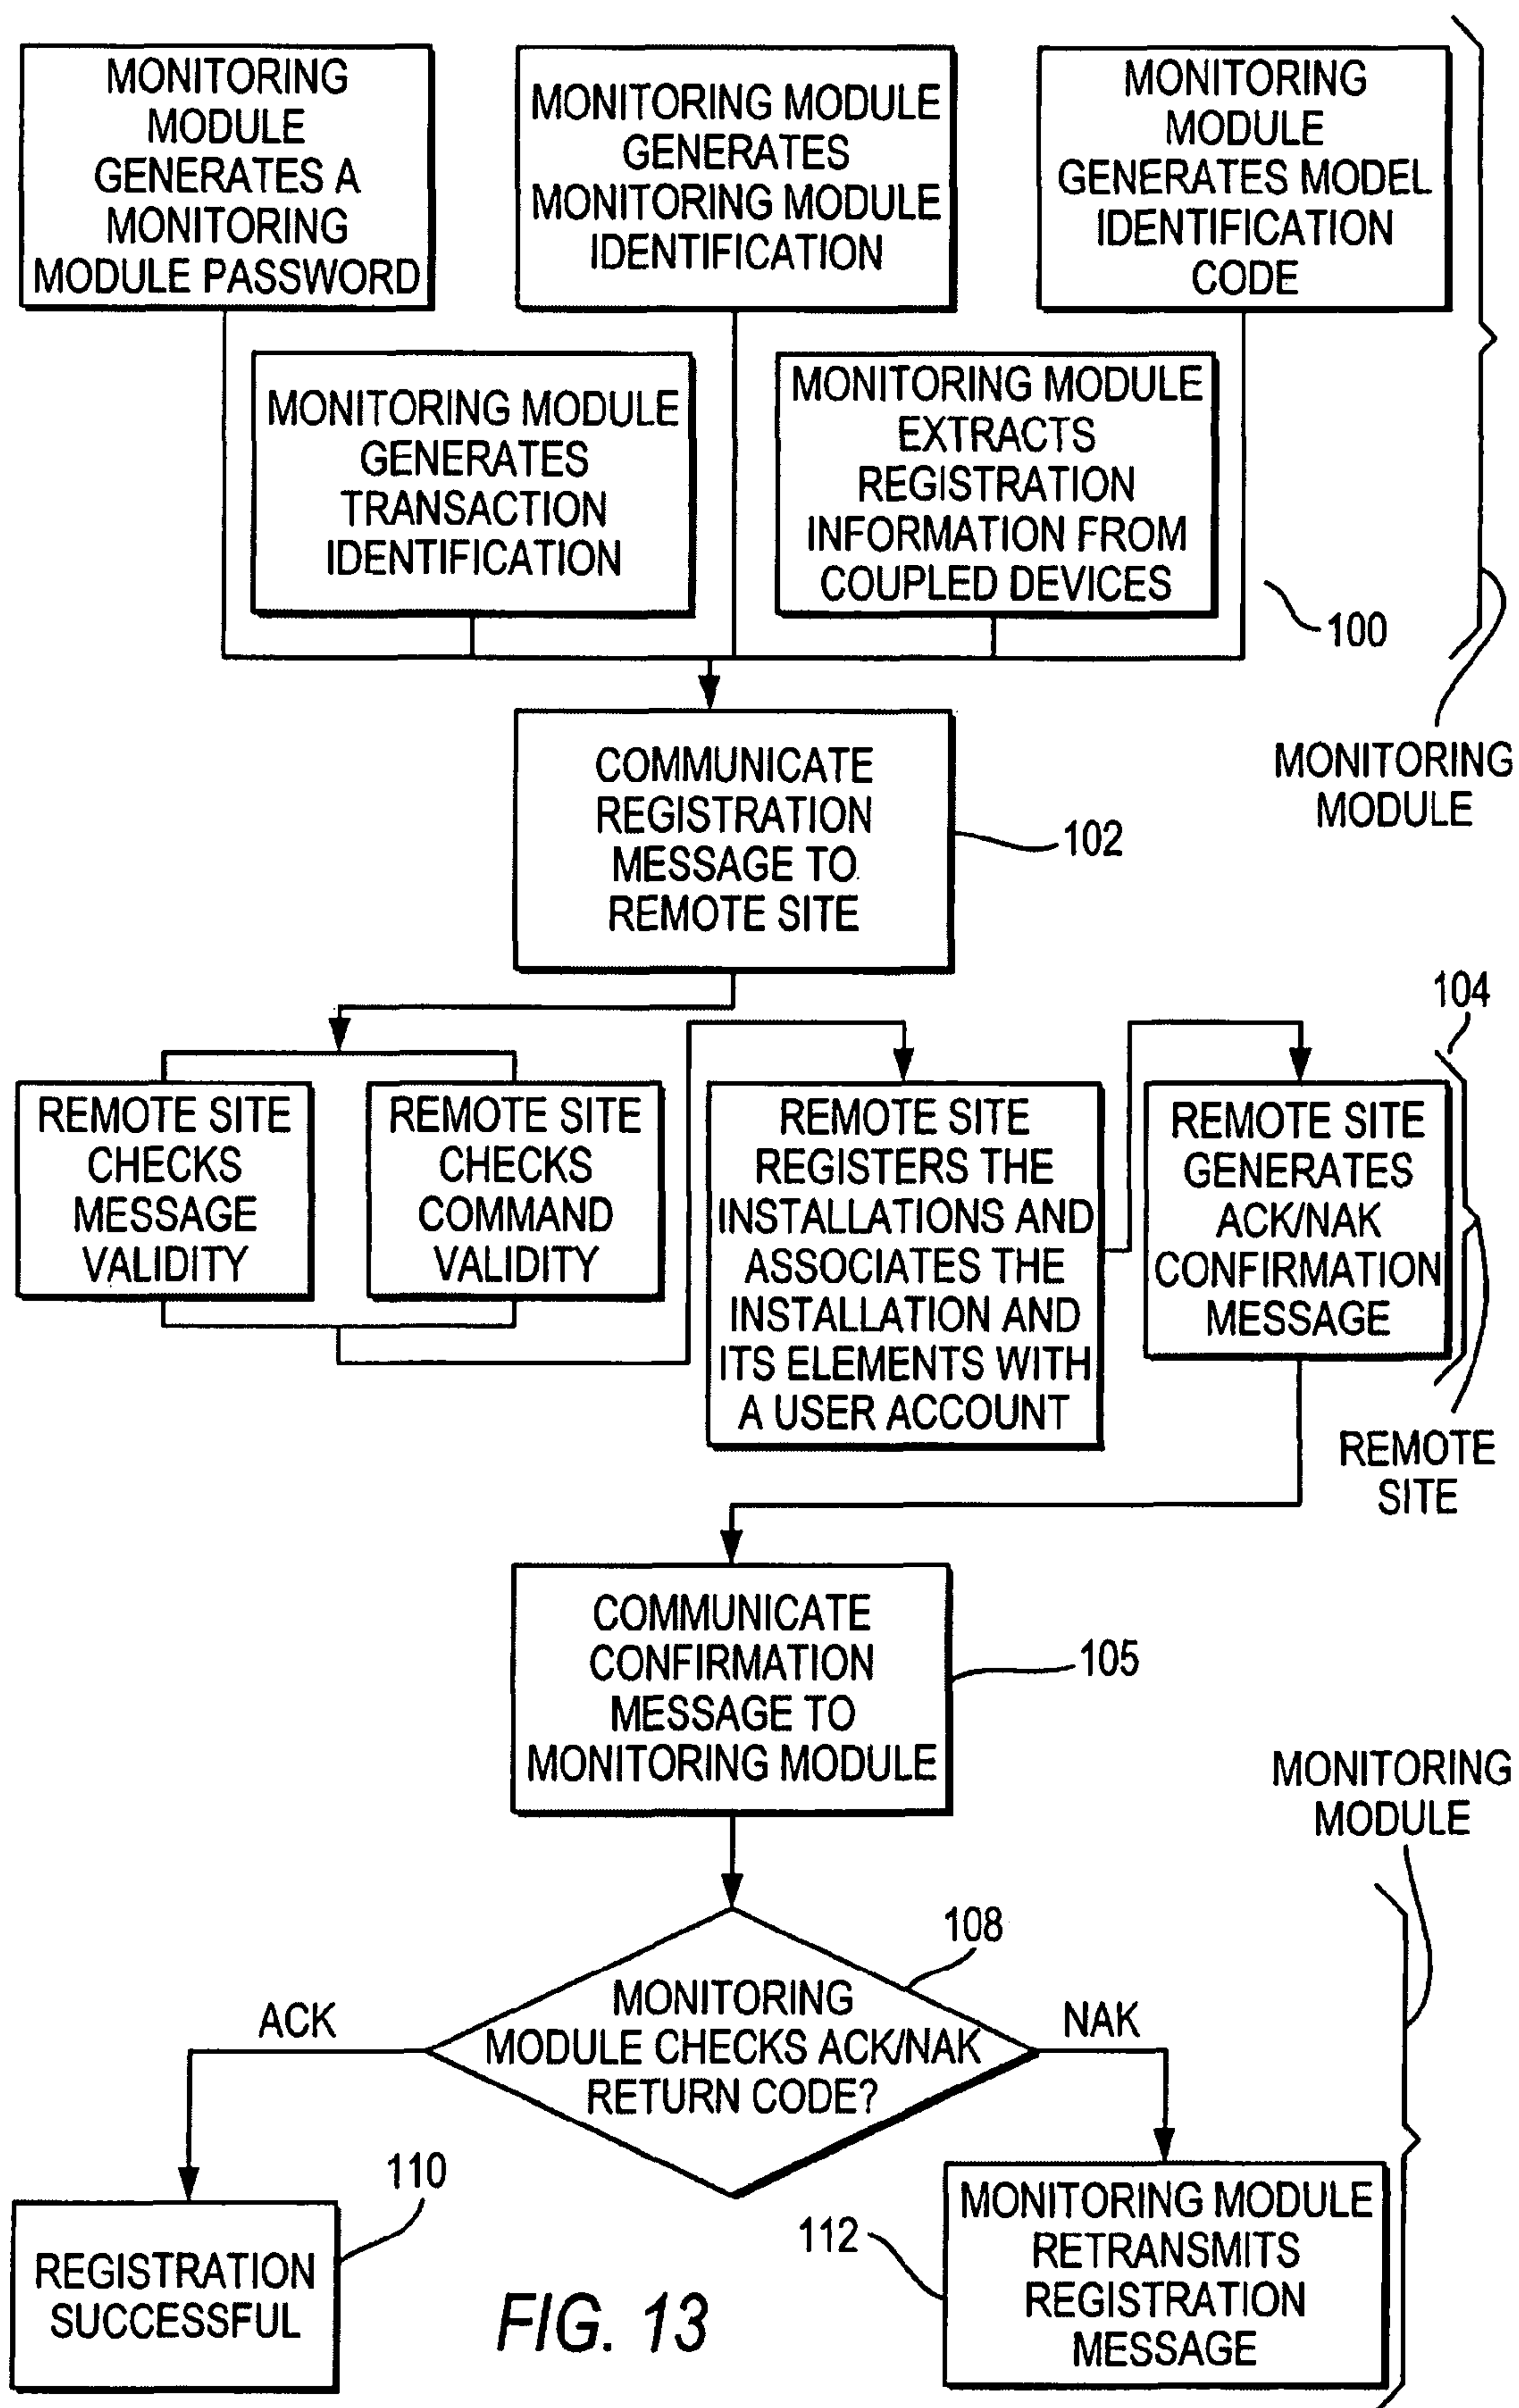 MONITORING
MODULE
GENERATES A
MONITORING
MODULE PASSWORD
MONITORING MODULE
GENERATES
MONITORING MODULE
IDENTIFICATION
MONITORING
MODULE
GENERATES MODEL
IDENTIFICATION
CODE
MONITORING MODULE
GENERATES
TRANSACTION
IDENTIFICATION
MONITORING MODULE
EXTRACTS
REGISTRATION
INFORMATION FROM
COUPLED DEVICES
100
MONITORING
MODULE
COMMUNICATE
REGISTRATION
MESSAGE TO
REMOTE SITE
102
104
REMOTE SITE
CHECKS
MESSAGE
VALIDITY
REMOTE SITE
CHECKS
COMMAND
VALIDITY
REMOTE SITE
REGISTERS THE
INSTALLATIONS AND
ASSOCIATES THE
INSTALLATION AND
ITS ELEMENTS WITH
A USER ACCOUNT
REMOTE SITE
GENERATES
ACK/NAK
CONFIRMATION
MESSAGE
REMOTE
SITE
COMMUNICATE
CONFIRMATION
MESSAGE TO
MONITORING MODULE
105
MONITORING
MODULE
108
MONITORING
MODULE CHECKS ACK/NAK
RETURN CODE?
ACK
NAK
110
REGISTRATION
SUCCESSFUL
112
MONITORING MODULE
RETRANSMITS
REGISTRATION
MESSAGE
FIG. 13